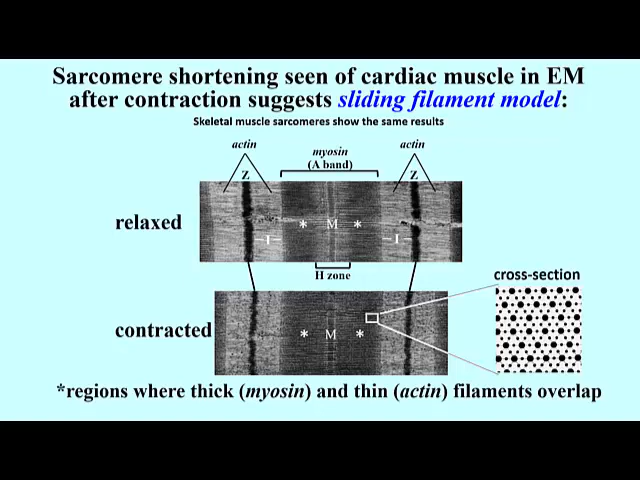 Sarcomere shortening seen of cardiac muscle in EM
after contraction suggests sliding filament model:
Skeletal muscle sarcomeres show the same results
actin
myosin
(A band)
actin
Z
Z
relaxed
* M *
I
I
H zone
cross-section
contracted
* M *
*regions where thick (myosin) and thin (actin) filaments overlap